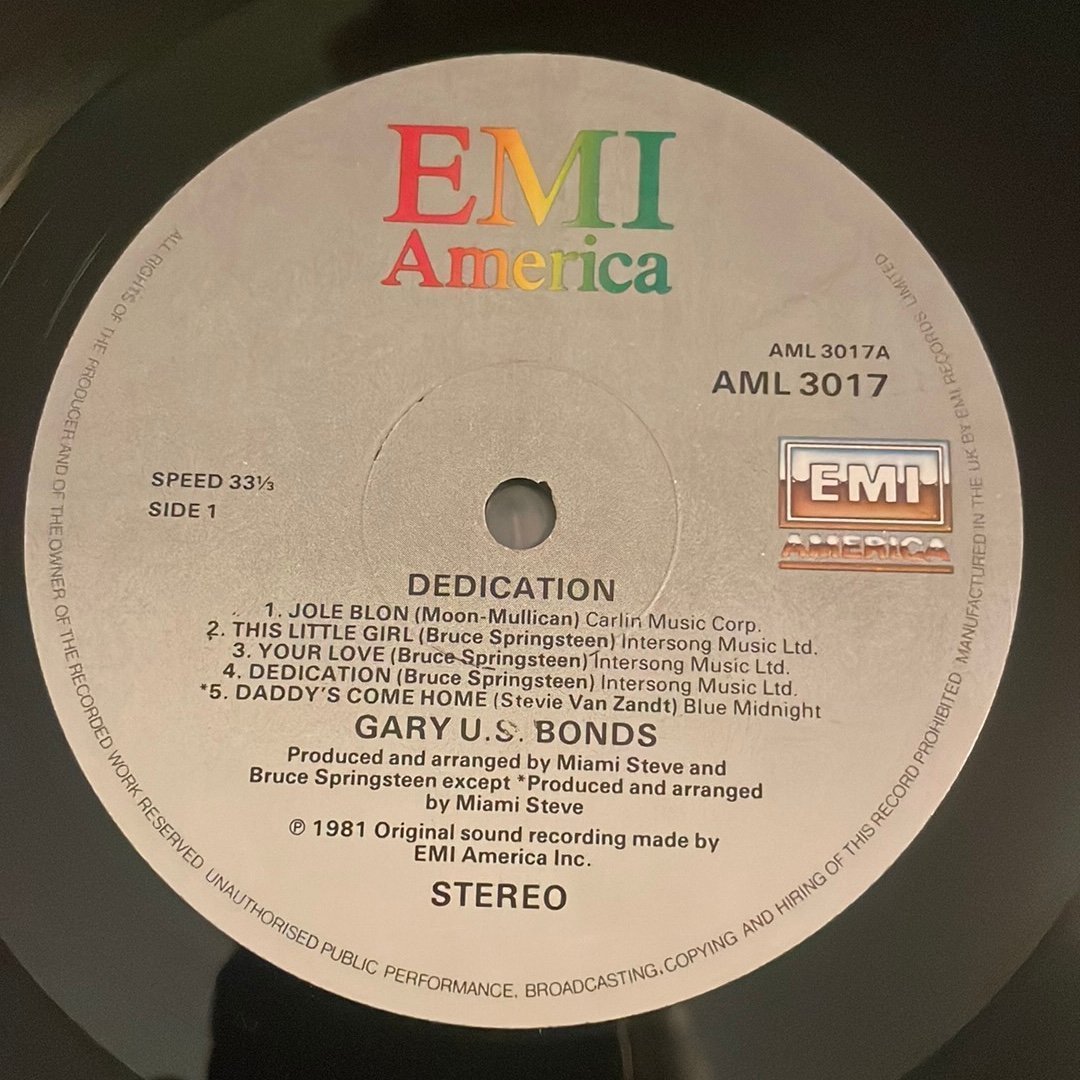 EMI
America
AML 3017A
AML 3017
EMI
AMERICA
SPEED 33⅓
SIDE 1
DEDICATION
1. JOLE BLON (Moon-Mullican) Carlin Music Corp.
2. THIS LITTLE GIRL (Bruce Springsteen) Intersong Music Ltd.
3. YOUR LOVE (Bruce Springsteen) Intersong Music Ltd.
4. DEDICATION (Bruce Springsteen) Intersong Music Ltd.
*5. DADDY'S COME HOME (Stevie Van Zandt) Blue Midnight
GARY U.S. BONDS
Produced and arranged by Miami Steve and
Bruce Springsteen except *Produced and arranged
by Miami Steve
℗ 1981 Original sound recording made by
EMI America Inc.
STEREO
ALL RIGHTS OF THE PRODUCER AND OF THE OWNER OF THE RECORDED WORK RESERVED UNAUTHORISED PUBLIC PERFORMANCE, BROADCASTING, COPYING AND HIRING OF THIS RECORD PROHIBITED MANUFACTURED IN THE UK BY EMI RECORDS LIMITED